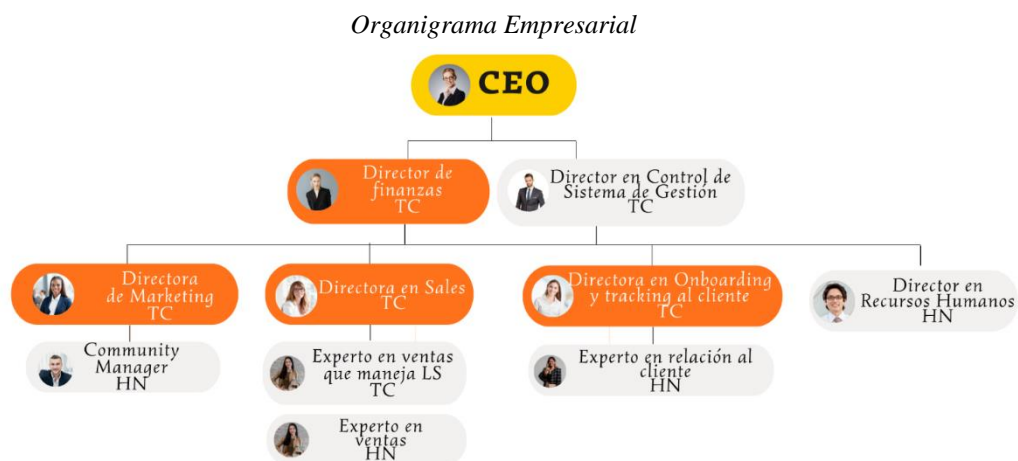 Organigrama Empresarial
CEO
Director de
finanzas
TC
Director en Control de
Sistema de Gestión
TC
Directora
de Marketing
TC
Directora en Sales
TC
Directora en Onboarding
y tracking al cliente
TC
Director en
Recursos Humanos
HN
Community
Manager
HN
Experto en ventas
que maneja LS
TC
Experto en relación al
cliente
HN
Experto en
ventas
HN